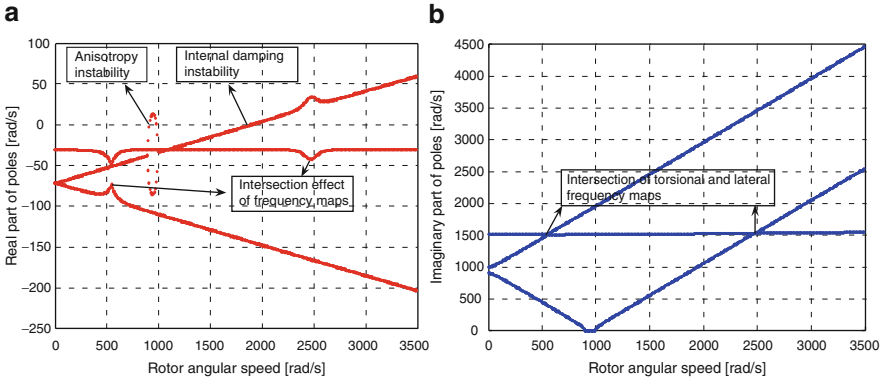 a
Anisotropy
instability
Internal damping
instability
Intersection effect
of frequency maps
Real part of poles [rad/s]
100
50
0
−50
−100
−150
−200
−250
−300
0 500 1000 1500 2000 2500 3000 3500
Rotor angular speed [rad/s]
b
Intersection of torsional and lateral
frequency maps
Imaginary part of poles [rad/s]
4500
4000
3500
3000
2500
2000
1500
1000
500
0
0 500 1000 1500 2000 2500 3000 3500
Rotor angular speed [rad/s]